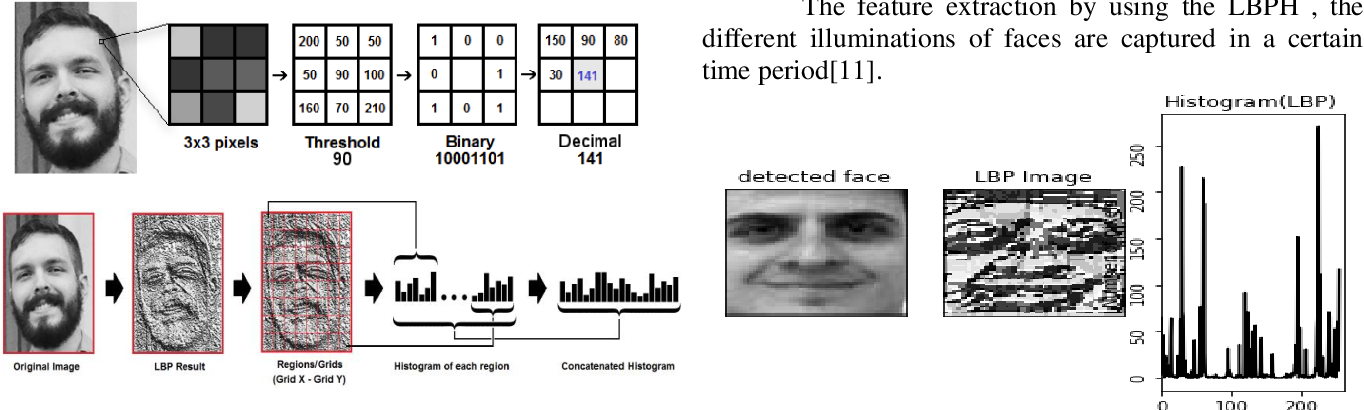 200 50 50
50 90 100
160 70 210
1 0 0
0 1
1 0 1
150 90 80
30 141
3x3 pixels
Threshold
90
Binary
10001101
Decimal
141
Original Image
LBP Result
Regions/Grids
(Grid X - Grid Y)
Histogram of each region
Concatenated Histogram
The feature extraction by using the LBPH , the
different illuminations of faces are captured in a certain
time period[11].
detected face
LBP Image
Histogram(LBP)
250
200
150
100
50
0
0 100 200